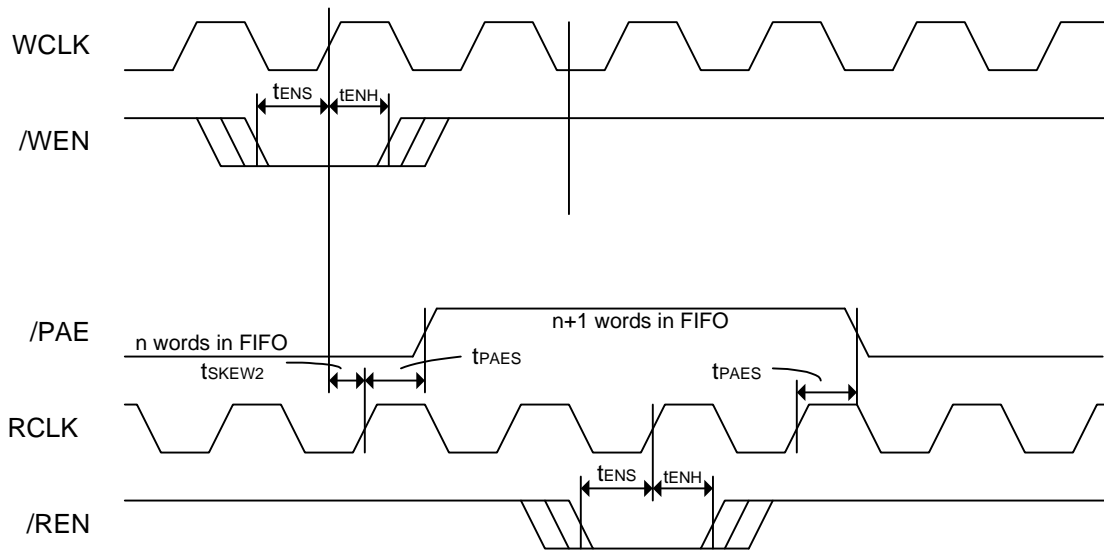 WCLK
tENS tENH
/WEN
/PAE
n words in FIFO
n+1 words in FIFO
tSKEW2
tPAES
tPAES
RCLK
tENS tENH
/REN